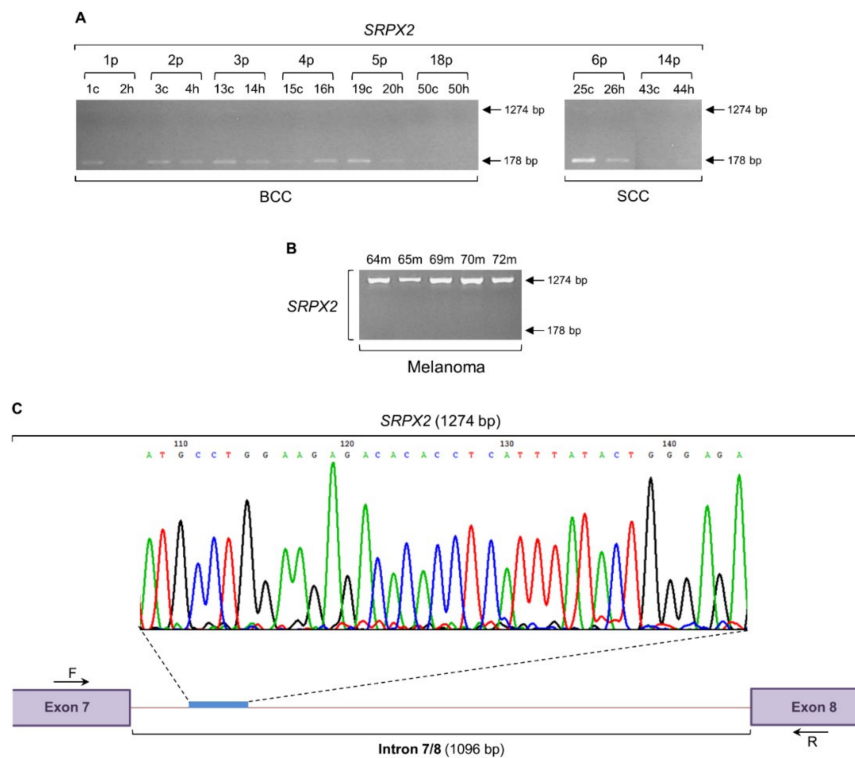 A
SRPX2
1p 2p 3p 4p 5p 18p 6p 14p
1c 2h 3c 4h 13c 14h 15c 16h 19c 20h 50c 50h 25c 26h 43c 44h
1274 bp 1274 bp
178 bp 178 bp
BCC SCC
B
64m 65m 69m 70m 72m
1274 bp
SRPX2
178 bp
Melanoma
C
SRPX2 (1274 bp)
110 120 130 140
A T G C C T G G A A G A G A C A C A C C T C A T T T A T A C T G G G A G A
F
Exon 7 Exon 8
R
Intron 7/8 (1096 bp)